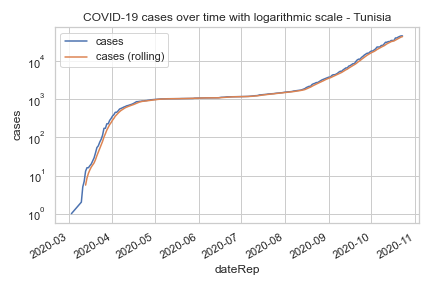 COVID-19 cases over time with logarithmic scale - Tunisia
cases
cases (rolling)
10^4
10^3
10^2
10^1
10^0
cases
2020-03
2020-04
2020-05
2020-06
2020-07
2020-08
2020-09
2020-10
2020-11
dateRep